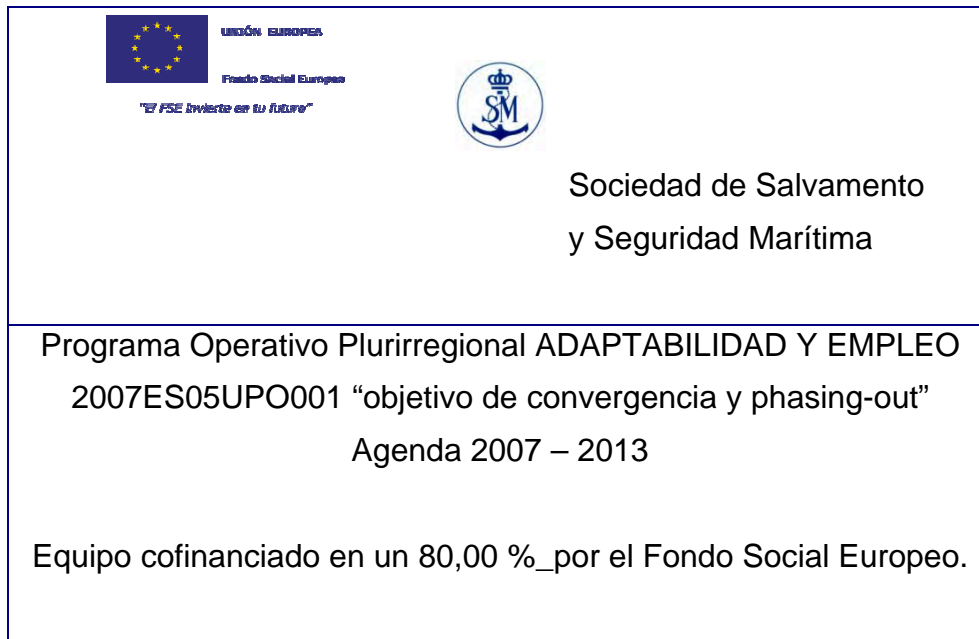 UNIÓN EUROPEA
Fondo Social Europeo
"El FSE invierte en tu futuro"
SM
Sociedad de Salvamento
y Seguridad Marítima
Programa Operativo Plurirregional ADAPTABILIDAD Y EMPLEO
2007ES05UPO001 “objetivo de convergencia y phasing-out”
Agenda 2007 – 2013
Equipo cofinanciado en un 80,00 %_por el Fondo Social Europeo.